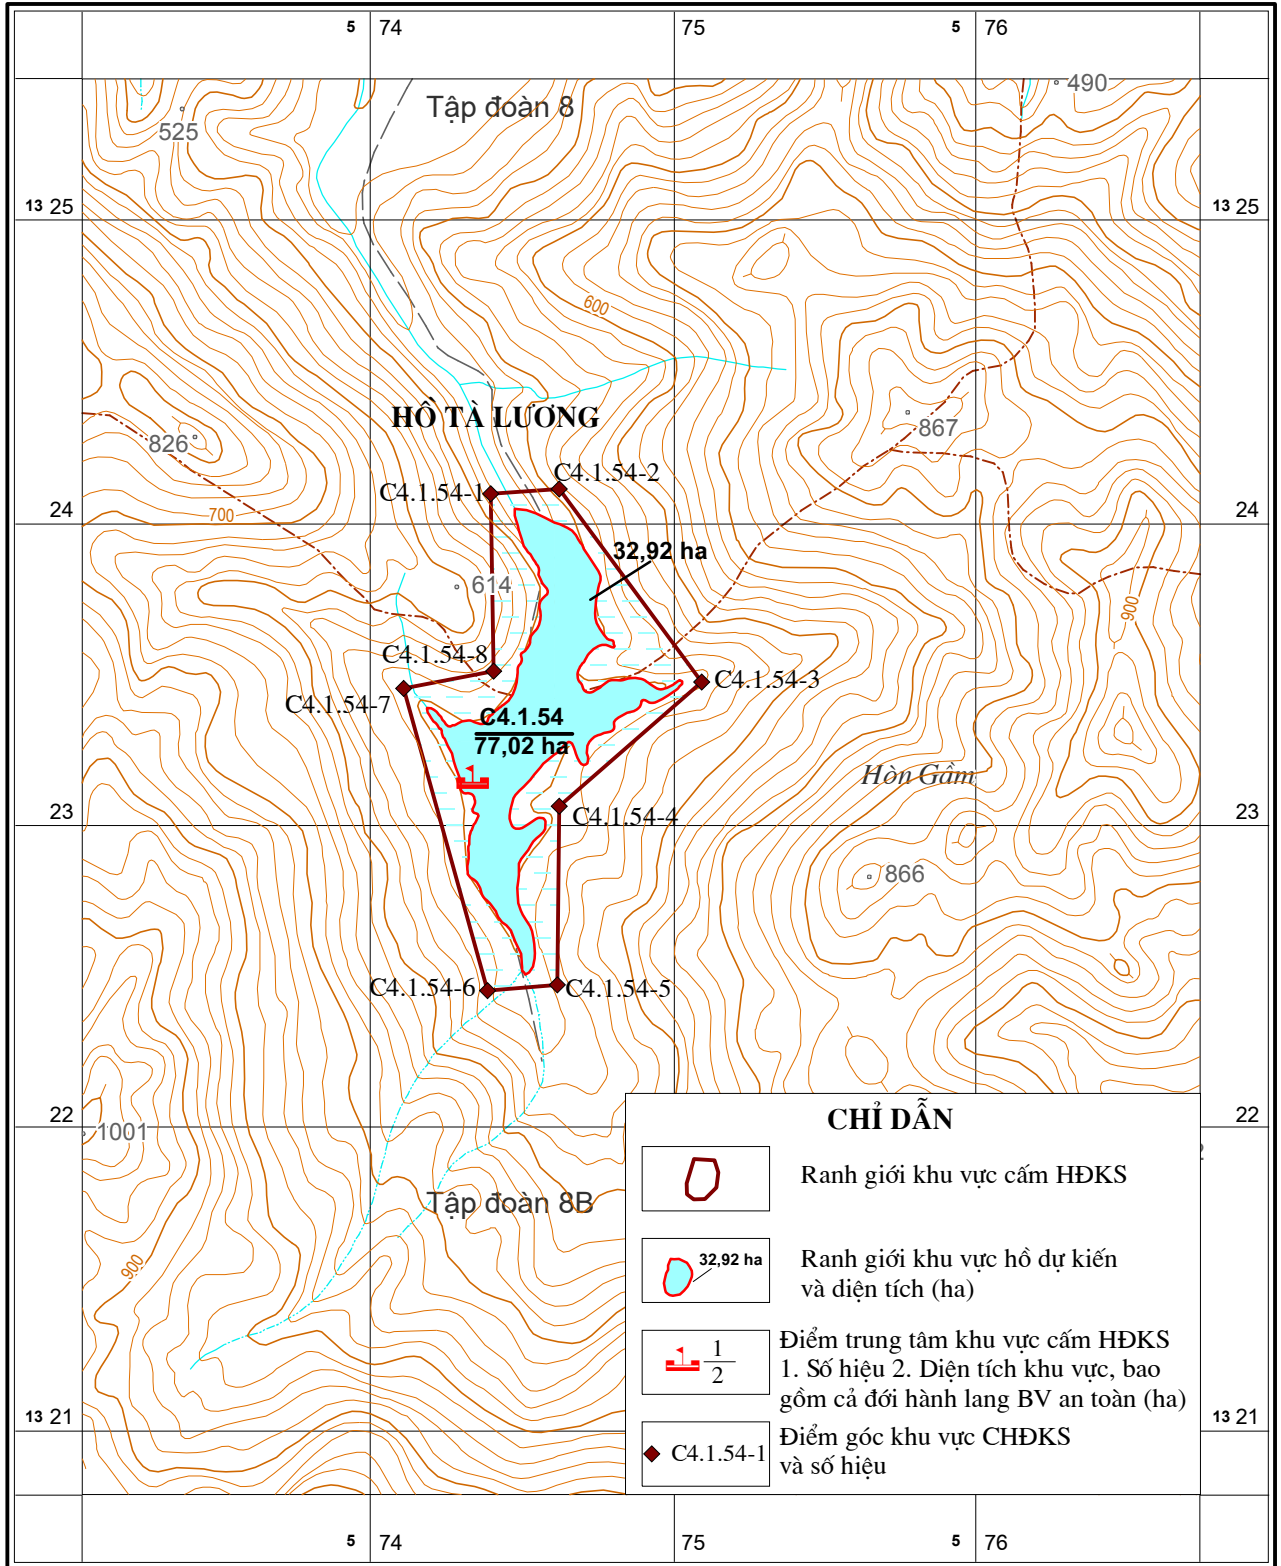 5 74 75 5 76
Tập đoàn 8
490
525
13 25 13 25
600
HỒ TÀ LƯƠNG
826
867
C4.1.54-2
C4.1.54-1
700
24 24
32,92 ha
614
900
C4.1.54-8
C4.1.54-3
C4.1.54-7
C4.1.54
77,02 ha
Hòn Gầm
C4.1.54-4
23 23
866
C4.1.54-6
C4.1.54-5
22 22
1001
Tập đoàn 8B
900
CHỈ DẪN
Ranh giới khu vực cấm HĐKS
32,92 ha
Ranh giới khu vực hồ dự kiến
và diện tích (ha)
1
2
Điểm trung tâm khu vực cấm HĐKS
1. Số hiệu 2. Diện tích khu vực, bao
gồm cả đới hành lang BV an toàn (ha)
C4.1.54-1
Điểm góc khu vực CHĐKS
và số hiệu
13 21 13 21
5 74 75 5 76